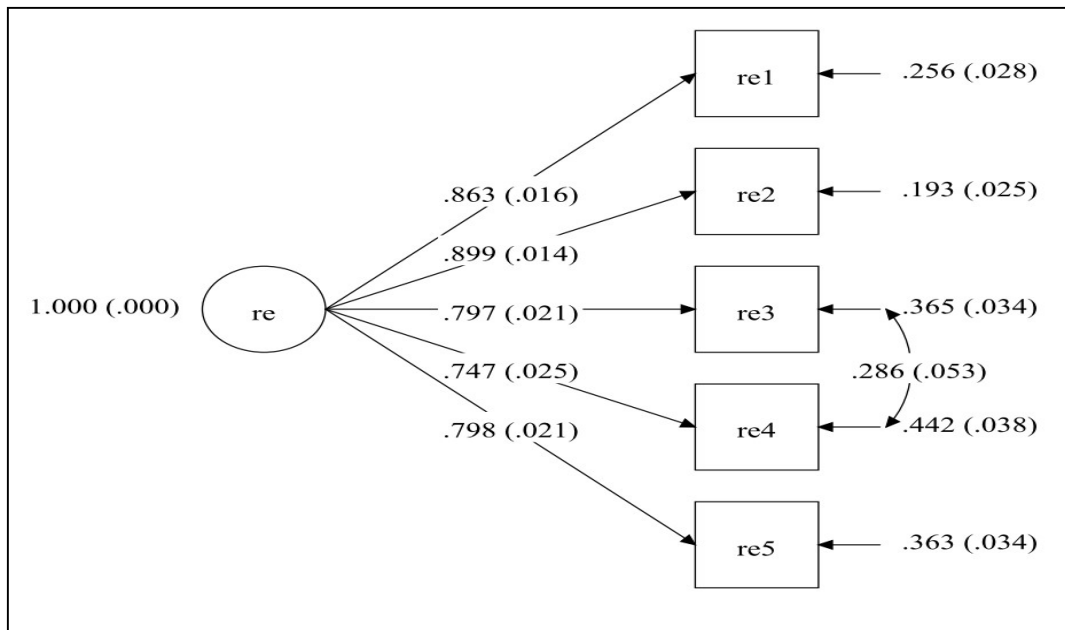 re1
.256 (.028)
.863 (.016)
re2
.193 (.025)
.899 (.014)
1.000 (.000)
re
.797 (.021)
re3
.365 (.034)
.747 (.025)
.286 (.053)
re4
.442 (.038)
.798 (.021)
re5
.363 (.034)